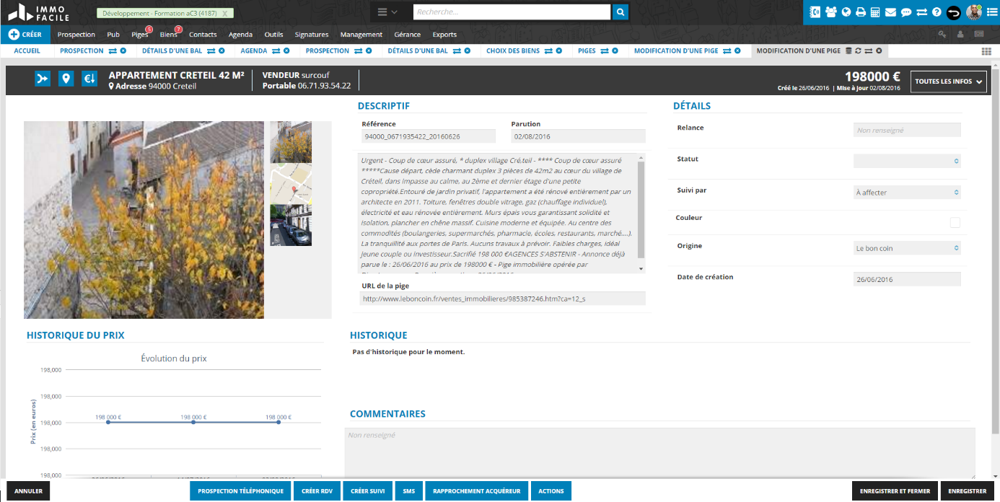 IMMO
FACILE
Développement - Formation aC3 (4187) X
Recherche...
CRÉER Prospection Pub Piges 5 Biens 7 Contacts Agenda Outils Signatures Management Gérance Exports
ACCUEIL PROSPECTION DÉTAILS D'UNE BAL AGENDA PROSPECTION DÉTAILS D'UNE BAL CHOIX DES BIENS PIGES MODIFICATION D'UNE PIGE MODIFICATION D'UNE PIGE
APPARTEMENT CRETEIL 42 M²
Adresse 94000 Creteil
VENDEUR surcouf
Portable 06.71.93.54.22
198000 €
Créé le 26/06/2016 | Mise à jour 02/08/2016
TOUTES LES INFOS
DESCRIPTIF
Référence Parution
94000_0671935422_20160626 02/08/2016
Urgent - Coup de cœur assuré, * duplex village Cré,teil - **** Coup de cœur assuré
*****Cause départ, cède charmant duplex 3 pièces de 42m2 au cœur du village de
Créteil, dans impasse au calme, au 2ème et dernier étage d'une petite
copropriété.Entouré de jardin privatif, l'appartement a été rénové entièrement par un
architecte en 2011. Toiture, fenêtres double vitrage, gaz (chauffage individuel),
électricité et eau rénovée entièrement. Murs épais vous garantissant solidité et
isolation, plancher en chêne massif. Cuisine moderne et équipée. Au centre des
commodités (boulangeries, supermarchés, pharmacie, écoles, restaurants, marché....).
La tranquillité aux portes de Paris. Aucuns travaux à prévoir. Faibles charges, idéal
jeune couple ou investisseur.Sacrifié 198 000 €AGENCES S'ABSTENIR - Annonce déjà
parue le : 26/06/2016 au prix de 198000 € - Pige immobilière opérée par
URL de la pige
http://www.leboncoin.fr/ventes_immobilieres/985387246.htm?ca=12_s
DÉTAILS
Relance Non renseigné
Statut
Suivi par À affecter
Couleur
Origine Le bon coin
Date de création 26/06/2016
HISTORIQUE DU PRIX
Évolution du prix
Prix (en euros)
198,000
198,000
198 000 € 198 000 € 198 000 €
198,000
198,000
198,000
HISTORIQUE
Pas d'historique pour le moment.
COMMENTAIRES
Non renseigné
ANNULER PROSPECTION TÉLÉPHONIQUE CRÉER RDV CRÉER SUIVI SMS RAPPROCHEMENT ACQUÉREUR ACTIONS ENREGISTRER ET FERMER ENREGISTRER